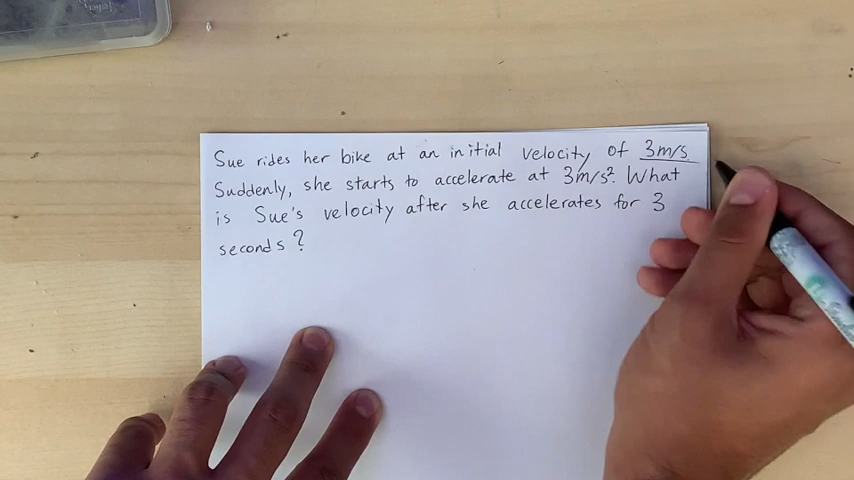 Sue rides her bike at an initial velocity of 3m/s.
Suddenly, she starts to accelerate at 3m/s². What
is Sue's velocity after she accelerates for 3
seconds?